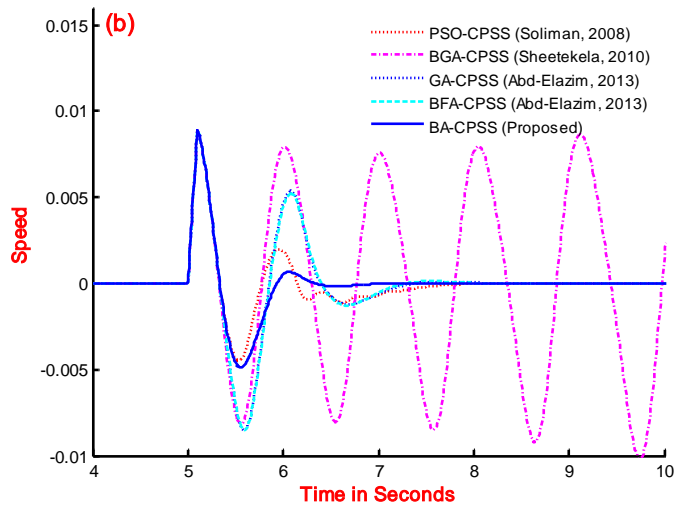 (b)
0.015
0.01
0.005
0
-0.005
-0.01
Speed
PSO-CPSS (Soliman, 2008)
BGA-CPSS (Sheetekela, 2010)
GA-CPSS (Abd-Elazim, 2013)
BFA-CPSS (Abd-Elazim, 2013)
BA-CPSS (Proposed)
4 5 6 7 8 9 10
Time in Seconds